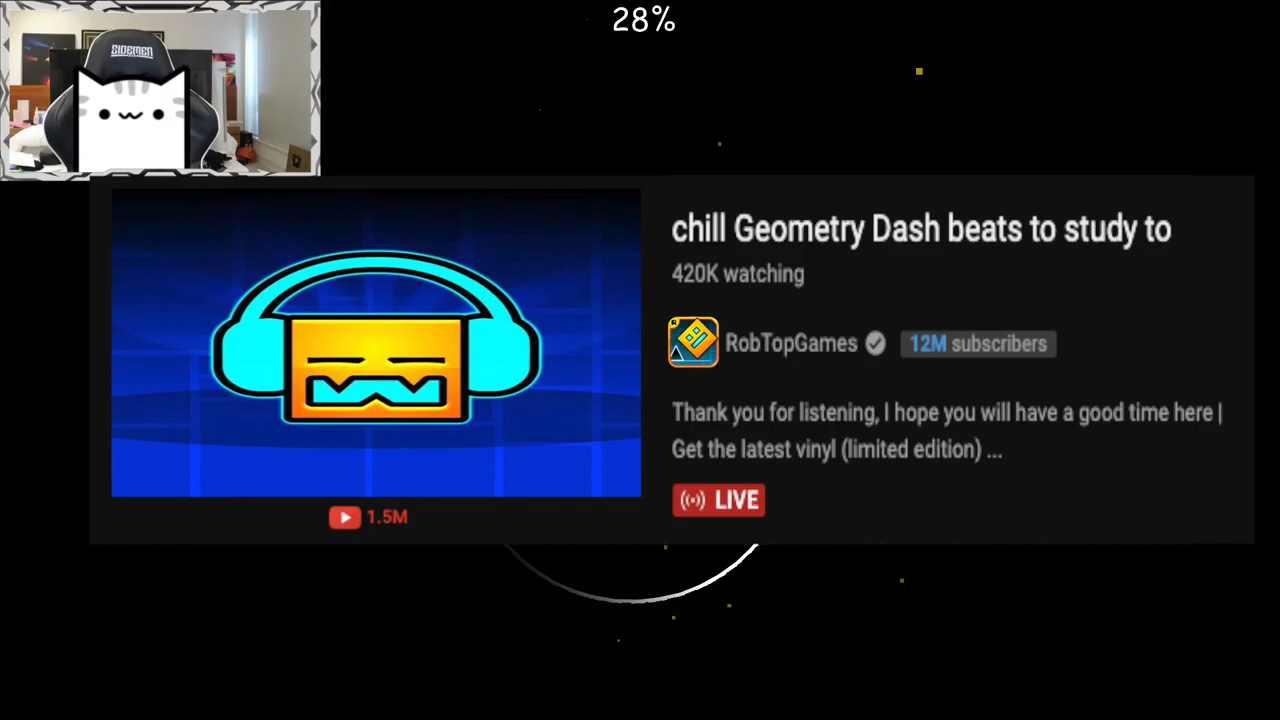 28%
SIDEMEN
chill Geometry Dash beats to study to
420K watching
RobTopGames 12M subscribers
Thank you for listening, I hope you will have a good time here |
Get the latest vinyl (limited edition) ...
LIVE
1.5M